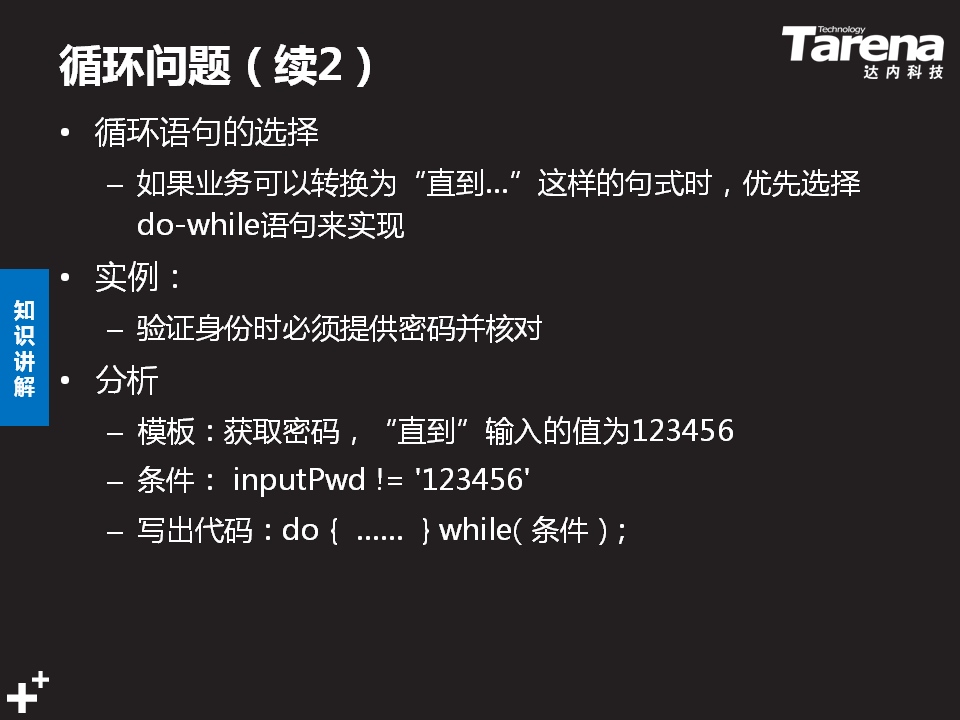 循环问题（续2）
Technology
Tarena
达内科技
• 循环语句的选择
– 如果业务可以转换为“直到…”这样的句式时，优先选择
do-while语句来实现
• 实例：
– 验证身份时必须提供密码并核对
• 分析
– 模板：获取密码，“直到”输入的值为123456
– 条件： inputPwd != '123456'
– 写出代码：do｛ …… ｝while( 条件 ) ;
知识讲解